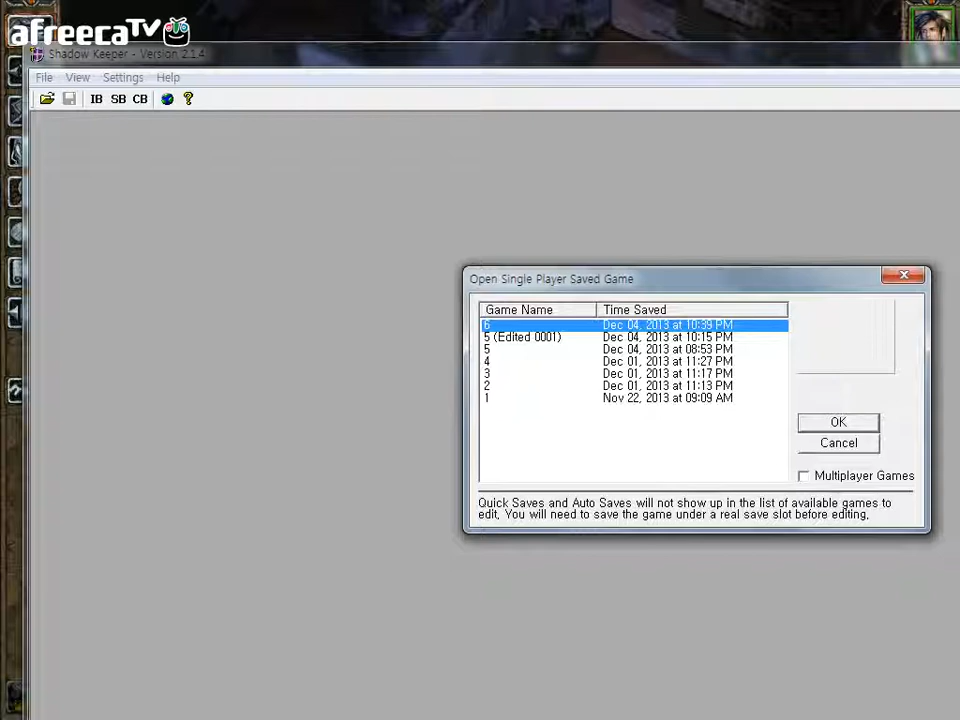 afreecaTV
Shadow Keeper - Version 2.1.4
File View Settings Help
IB SB CB
Open Single Player Saved Game
Game Name Time Saved
6 Dec 04, 2013 at 10:39 PM
5 (Edited 0001) Dec 04, 2013 at 10:15 PM
5 Dec 04, 2013 at 08:53 PM
4 Dec 01, 2013 at 11:27 PM
3 Dec 01, 2013 at 11:17 PM
2 Dec 01, 2013 at 11:13 PM
1 Nov 22, 2013 at 09:09 AM
OK
Cancel
Multiplayer Games
Quick Saves and Auto Saves will not show up in the list of available games to
edit. You will need to save the game under a real save slot before editing.